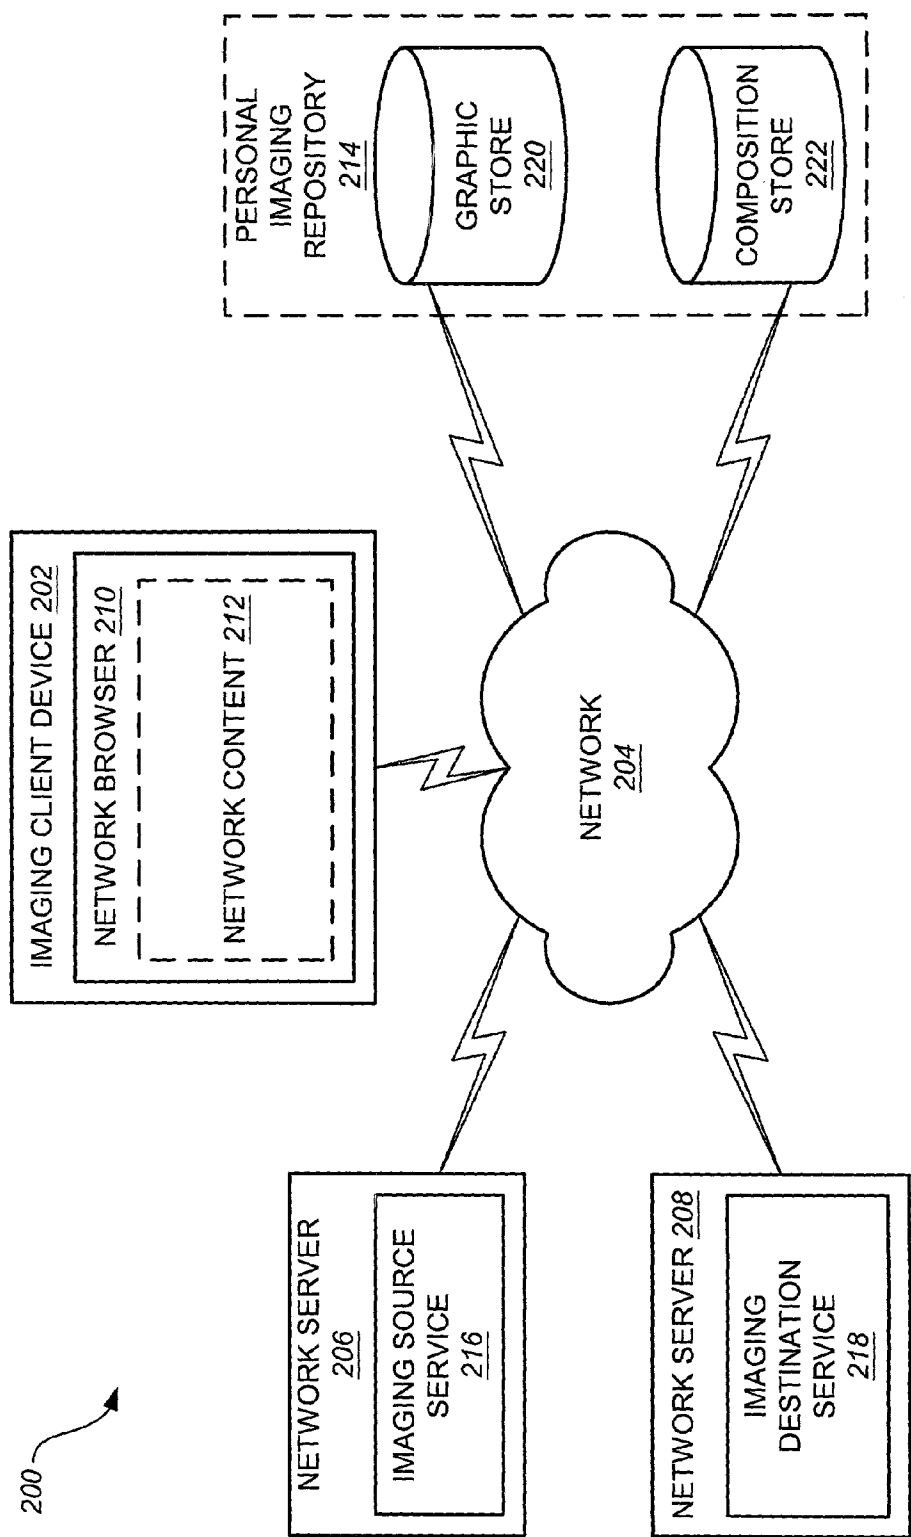 200
IMAGING CLIENT DEVICE 202
NETWORK BROWSER 210
NETWORK CONTENT 212
NETWORK SERVER
206
IMAGING SOURCE
SERVICE
216
NETWORK SERVER 208
IMAGING
DESTINATION
SERVICE
218
NETWORK
204
PERSONAL
IMAGING
REPOSITORY
214
GRAPHIC
STORE
220
COMPOSITION
STORE
222